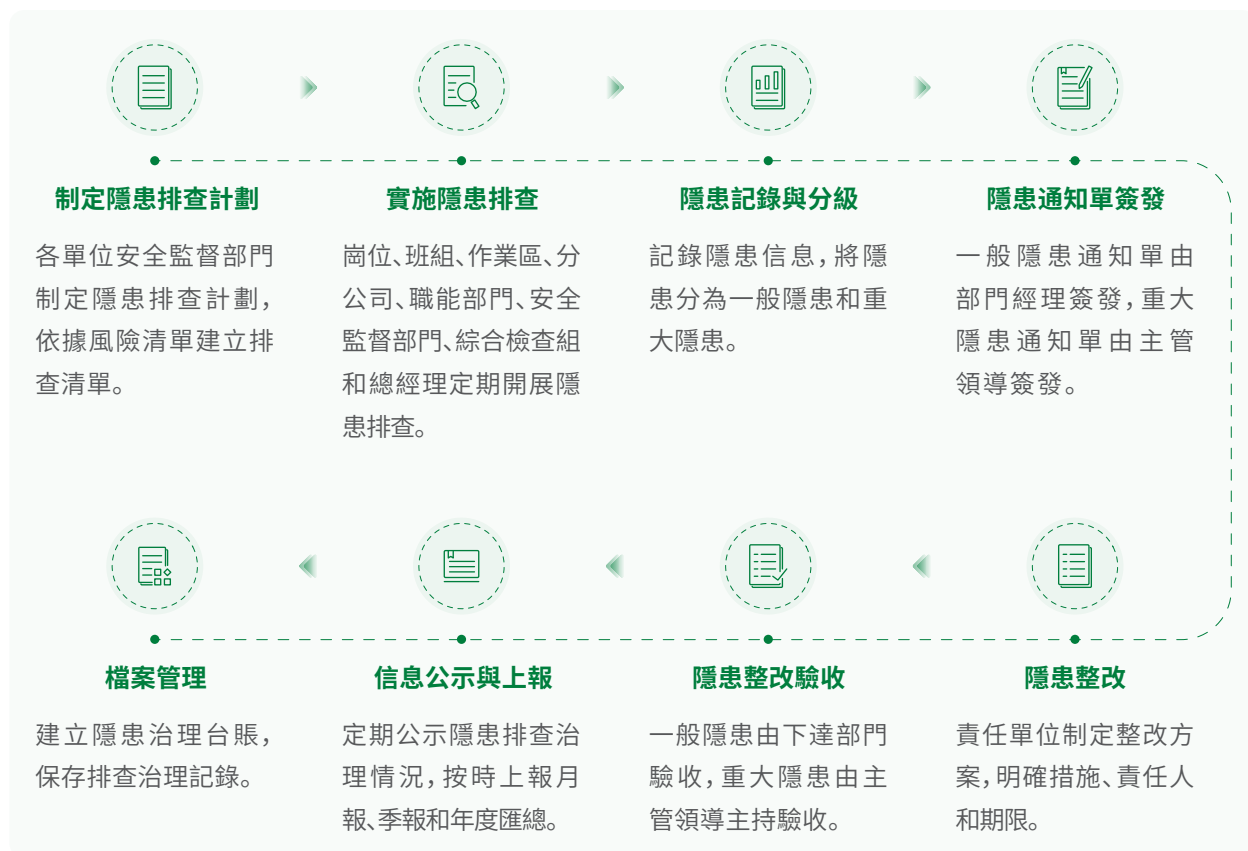 制定隱患排查計劃
各單位安全監督部門
制定隱患排查計劃，
依據風險清單建立排
查清單。
實施隱患排查
崗位、班組、作業區、分
公司、職能部門、安全
監督部門、綜合檢查組
和總經理定期開展隱
患排查。
隱患記錄與分級
記錄隱患信息，將隱
患分為一般隱患和重
大隱患。
隱患通知單簽發
一般隱患通知單由
部門經理簽發，重大
隱患通知單由主管
領導簽發。
隱患整改
責任單位制定整改方
案，明確措施、責任人
和期限。
隱患整改驗收
一般隱患由下達部門
驗收，重大隱患由主
管領導主持驗收。
信息公示與上報
定期公示隱患排查治
理情況，按時上報月
報、季報和年度匯總。
檔案管理
建立隱患治理台賬，
保存排查治理記錄。